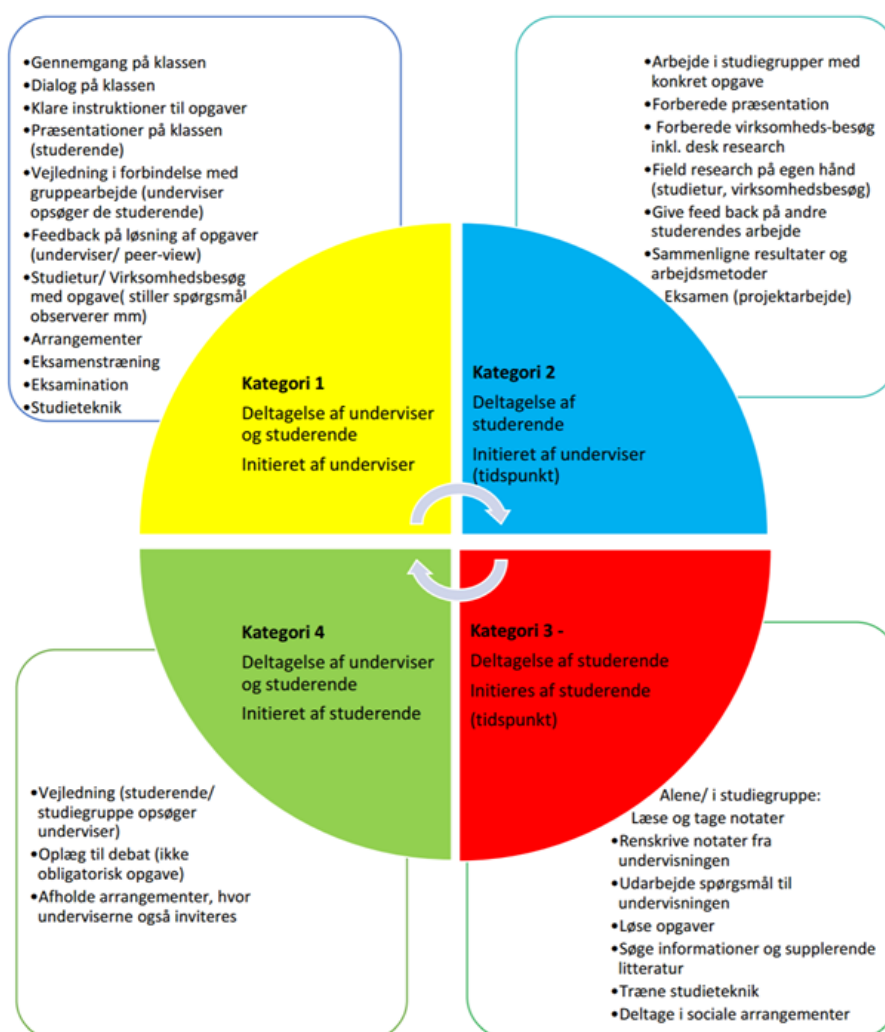 •Gennemgang på klassen
•Dialog på klassen
•Klare instruktioner til opgaver
•Præsentationer på klassen
(studerende)
•Vejledning i forbindelse med
gruppearbejde (underviser
opsøger de studerende)
•Feedback på løsning af opgaver
(underviser/ peer-view)
•Studietur/ Virksomhedsbesøg
med opgave( stiller spørgsmål
observerer mm)
•Arrangementer
•Eksamenstræning
•Eksamination
•Studieteknik
•Arbejde i studiegrupper med
konkret opgave
•Forberede præsentation
• Forberede virksomheds-besøg
inkl. desk research
•Field research på egen hånd
(studietur, virksomhedsbesøg)
•Give feed back på andre
studerendes arbejde
•Sammenligne resultater og
arbejdsmetoder
Eksamen (projektarbejde)
Kategori 1
Deltagelse af underviser
og studerende
Initieret af underviser
Kategori 2
Deltagelse af
studerende
Initieret af underviser
(tidspunkt)
Kategori 4
Deltagelse af underviser
og studerende
Initieret af studerende
Kategori 3 -
Deltagelse af studerende
Initieres af studerende
(tidspunkt)
•Vejledning (studerende/
studiegruppe opsøger
underviser)
•Oplæg til debat (ikke
obligatorisk opgave)
•Afholde arrangementer, hvor
underviserne også inviteres
Alene/ i studiegruppe:
Læse og tage notater
•Renskrive notater fra
undervisningen
•Udarbejde spørgsmål til
undervisningen
•Løse opgaver
•Søge informationer og supplerende
litteratur
•Træne studieteknik
•Deltage i sociale arrangementer